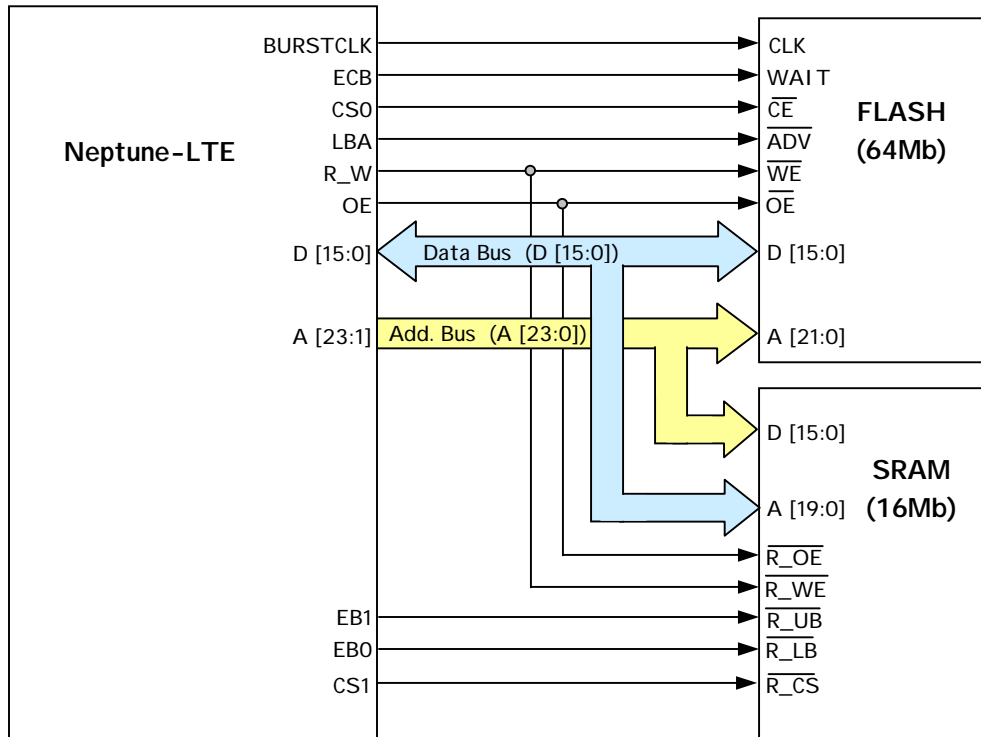 Neptune-LTE
BURSTCLK
ECB
CS0
LBA
R_W
OE
D [15:0]
A [23:1]
EB1
EB0
CS1
Data Bus (D [15:0])
Add. Bus (A [23:0])
FLASH
(64Mb)
CLK
WAIT
CE
ADV
WE
OE
D [15:0]
A [21:0]
SRAM
(16Mb)
D [15:0]
A [19:0]
R_OE
R_WE
R_UB
R_LB
R_CS